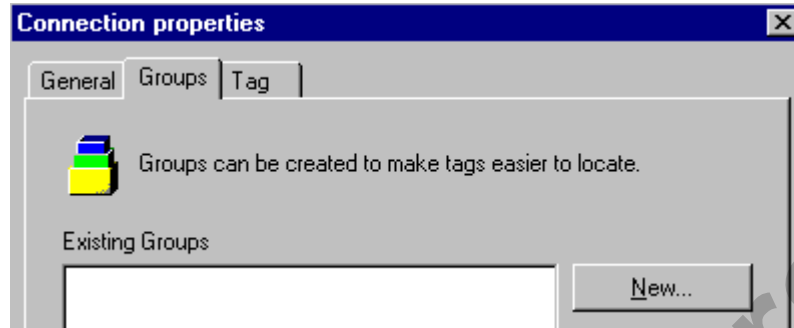 Connection properties
General Groups Tag
Groups can be created to make tags easier to locate.
Existing Groups
New...